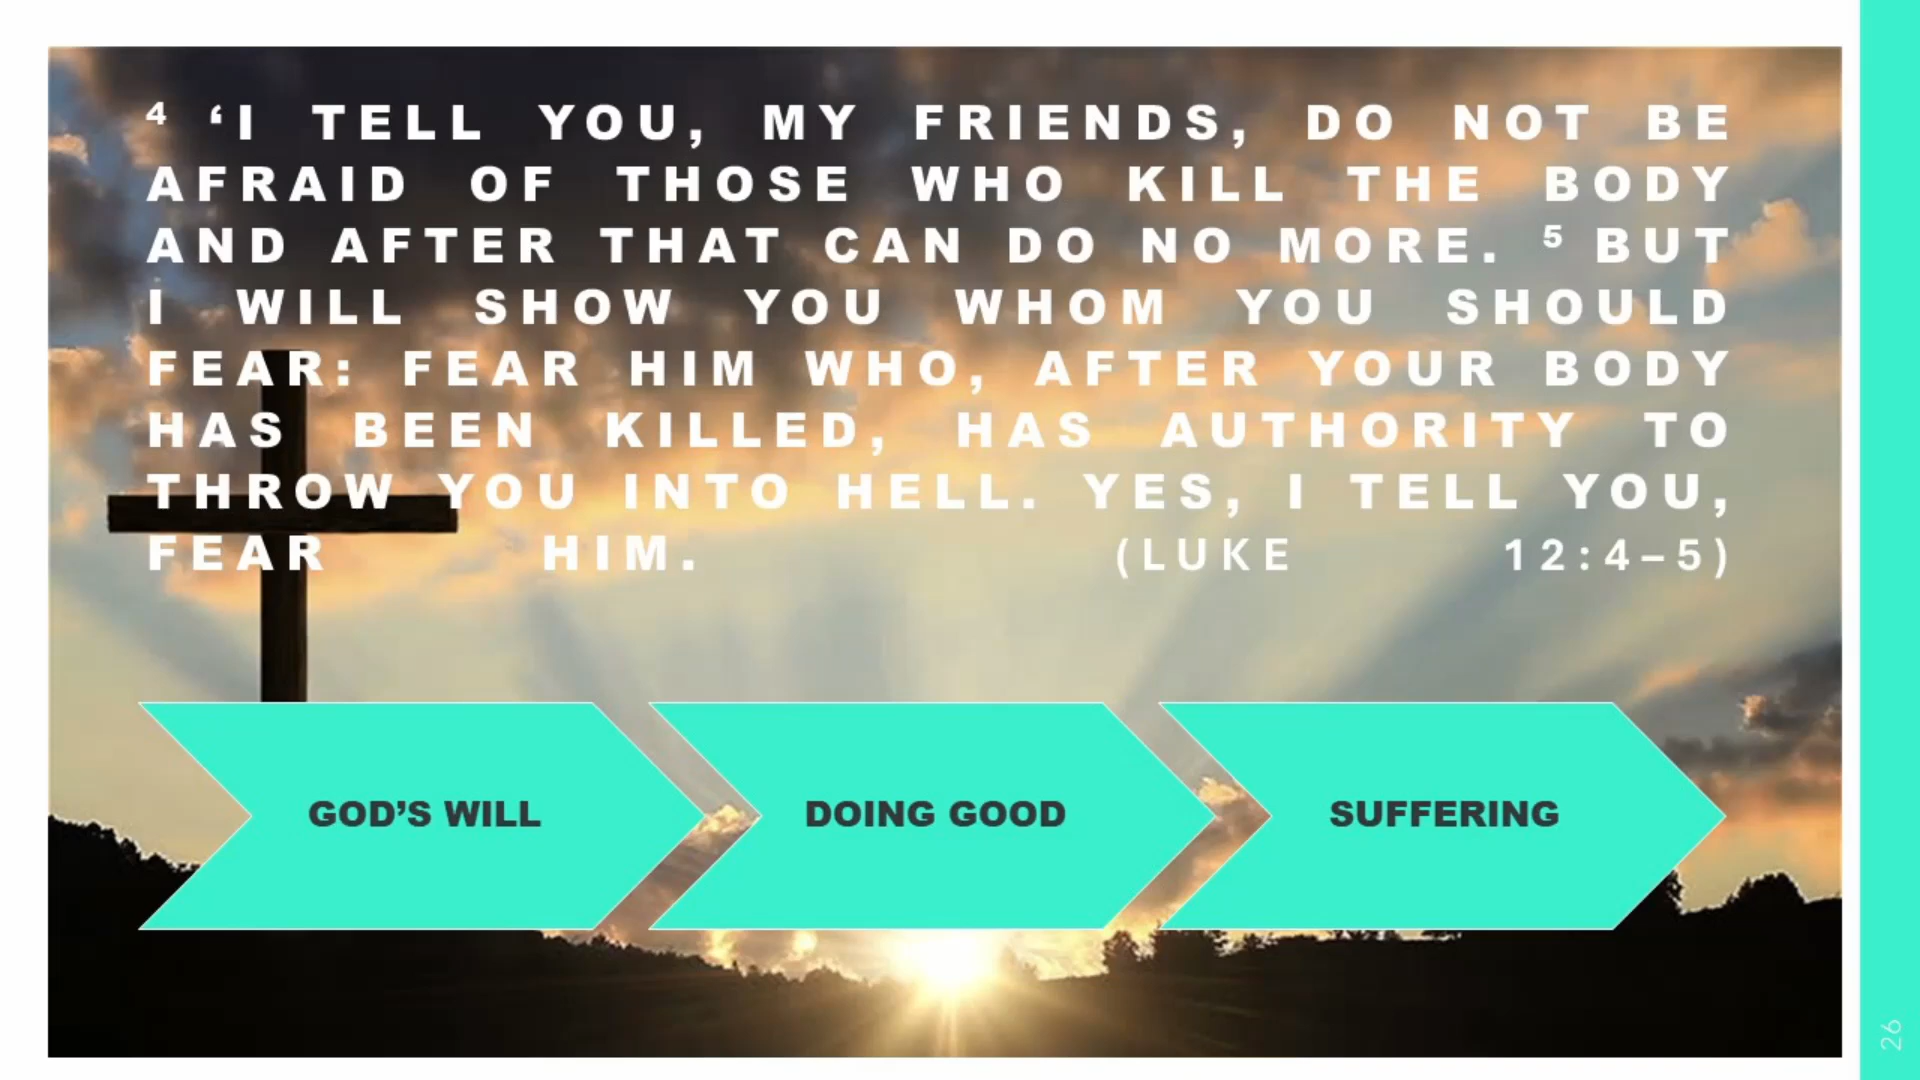 ⁴ ‘I TELL YOU, MY FRIENDS, DO NOT BE
AFRAID OF THOSE WHO KILL THE BODY
AND AFTER THAT CAN DO NO MORE. ⁵ BUT
I WILL SHOW YOU WHOM YOU SHOULD
FEAR: FEAR HIM WHO, AFTER YOUR BODY
HAS BEEN KILLED, HAS AUTHORITY TO
THROW YOU INTO HELL. YES, I TELL YOU,
FEAR HIM. (LUKE 12:4–5)
GOD’S WILL
DOING GOOD
SUFFERING
26